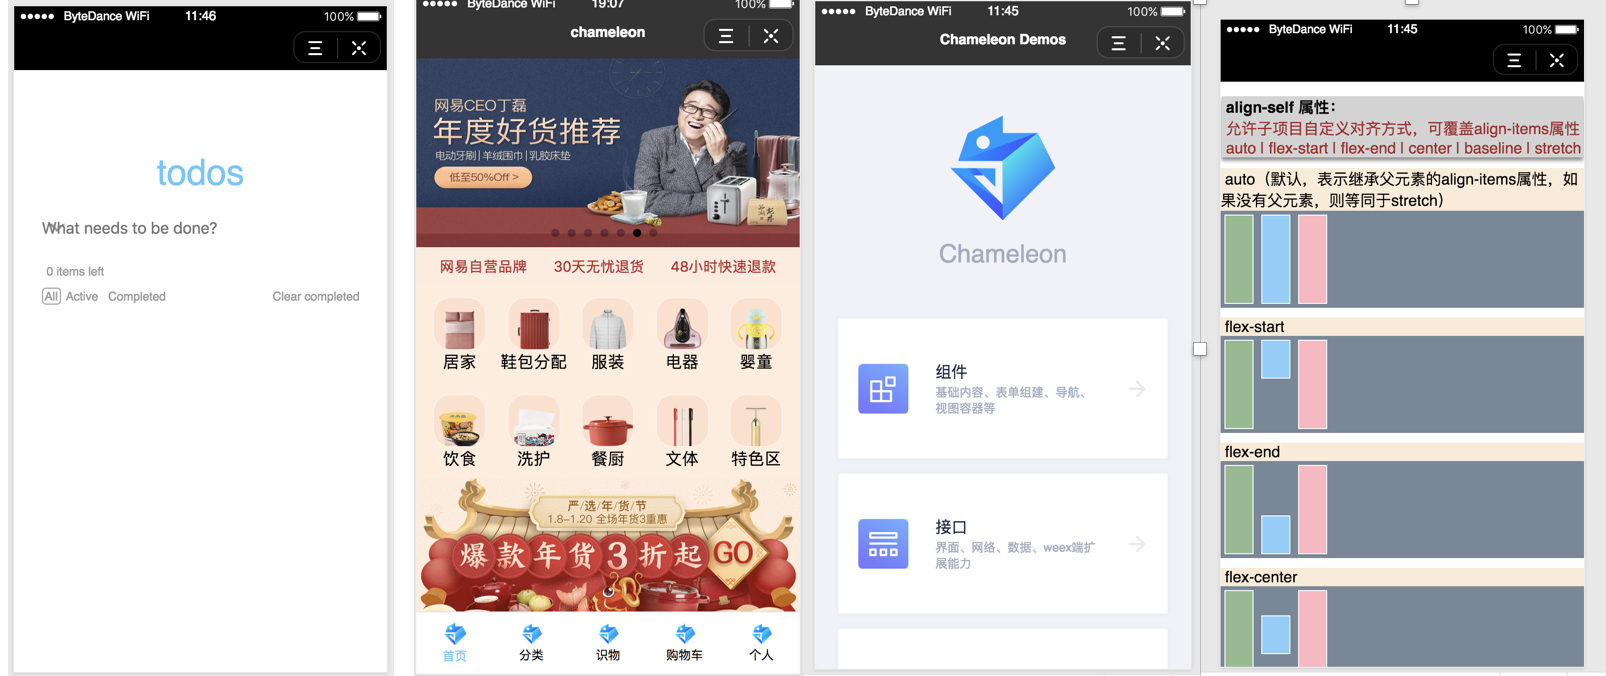 ByteDance WiFi 11:46 100%
todos
What needs to be done?
0 items left
All Active Completed Clear completed
ByteDance WiFi 19:07 100%
chameleon
网易CEO丁磊
年度好货推荐
电动牙刷|羊绒围巾|乳胶床垫
低至50%Off >
网易自营品牌 30天无忧退货 48小时快速退款
居家 鞋包分配 服装 电器 婴童
饮食 洗护 餐厨 文体 特色区
严/选/年/货/节
1.8–1.20 全场年货3重惠
爆款年货3折起 GO
首页 分类 识物 购物车 个人
ByteDance WiFi 11:45 100%
Chameleon Demos
Chameleon
组件
基础内容、表单组建、导航、
视图容器等
接口
界面、网络、数据、weex端扩
展能力
ByteDance WiFi 11:45 100%
align-self 属性：
允许子项目自定义对齐方式，可覆盖align-items属性
auto | flex-start | flex-end | center | baseline | stretch
auto（默认，表示继承父元素的align-items属性，如
果没有父元素，则等同于stretch）
flex-start
flex-end
flex-center